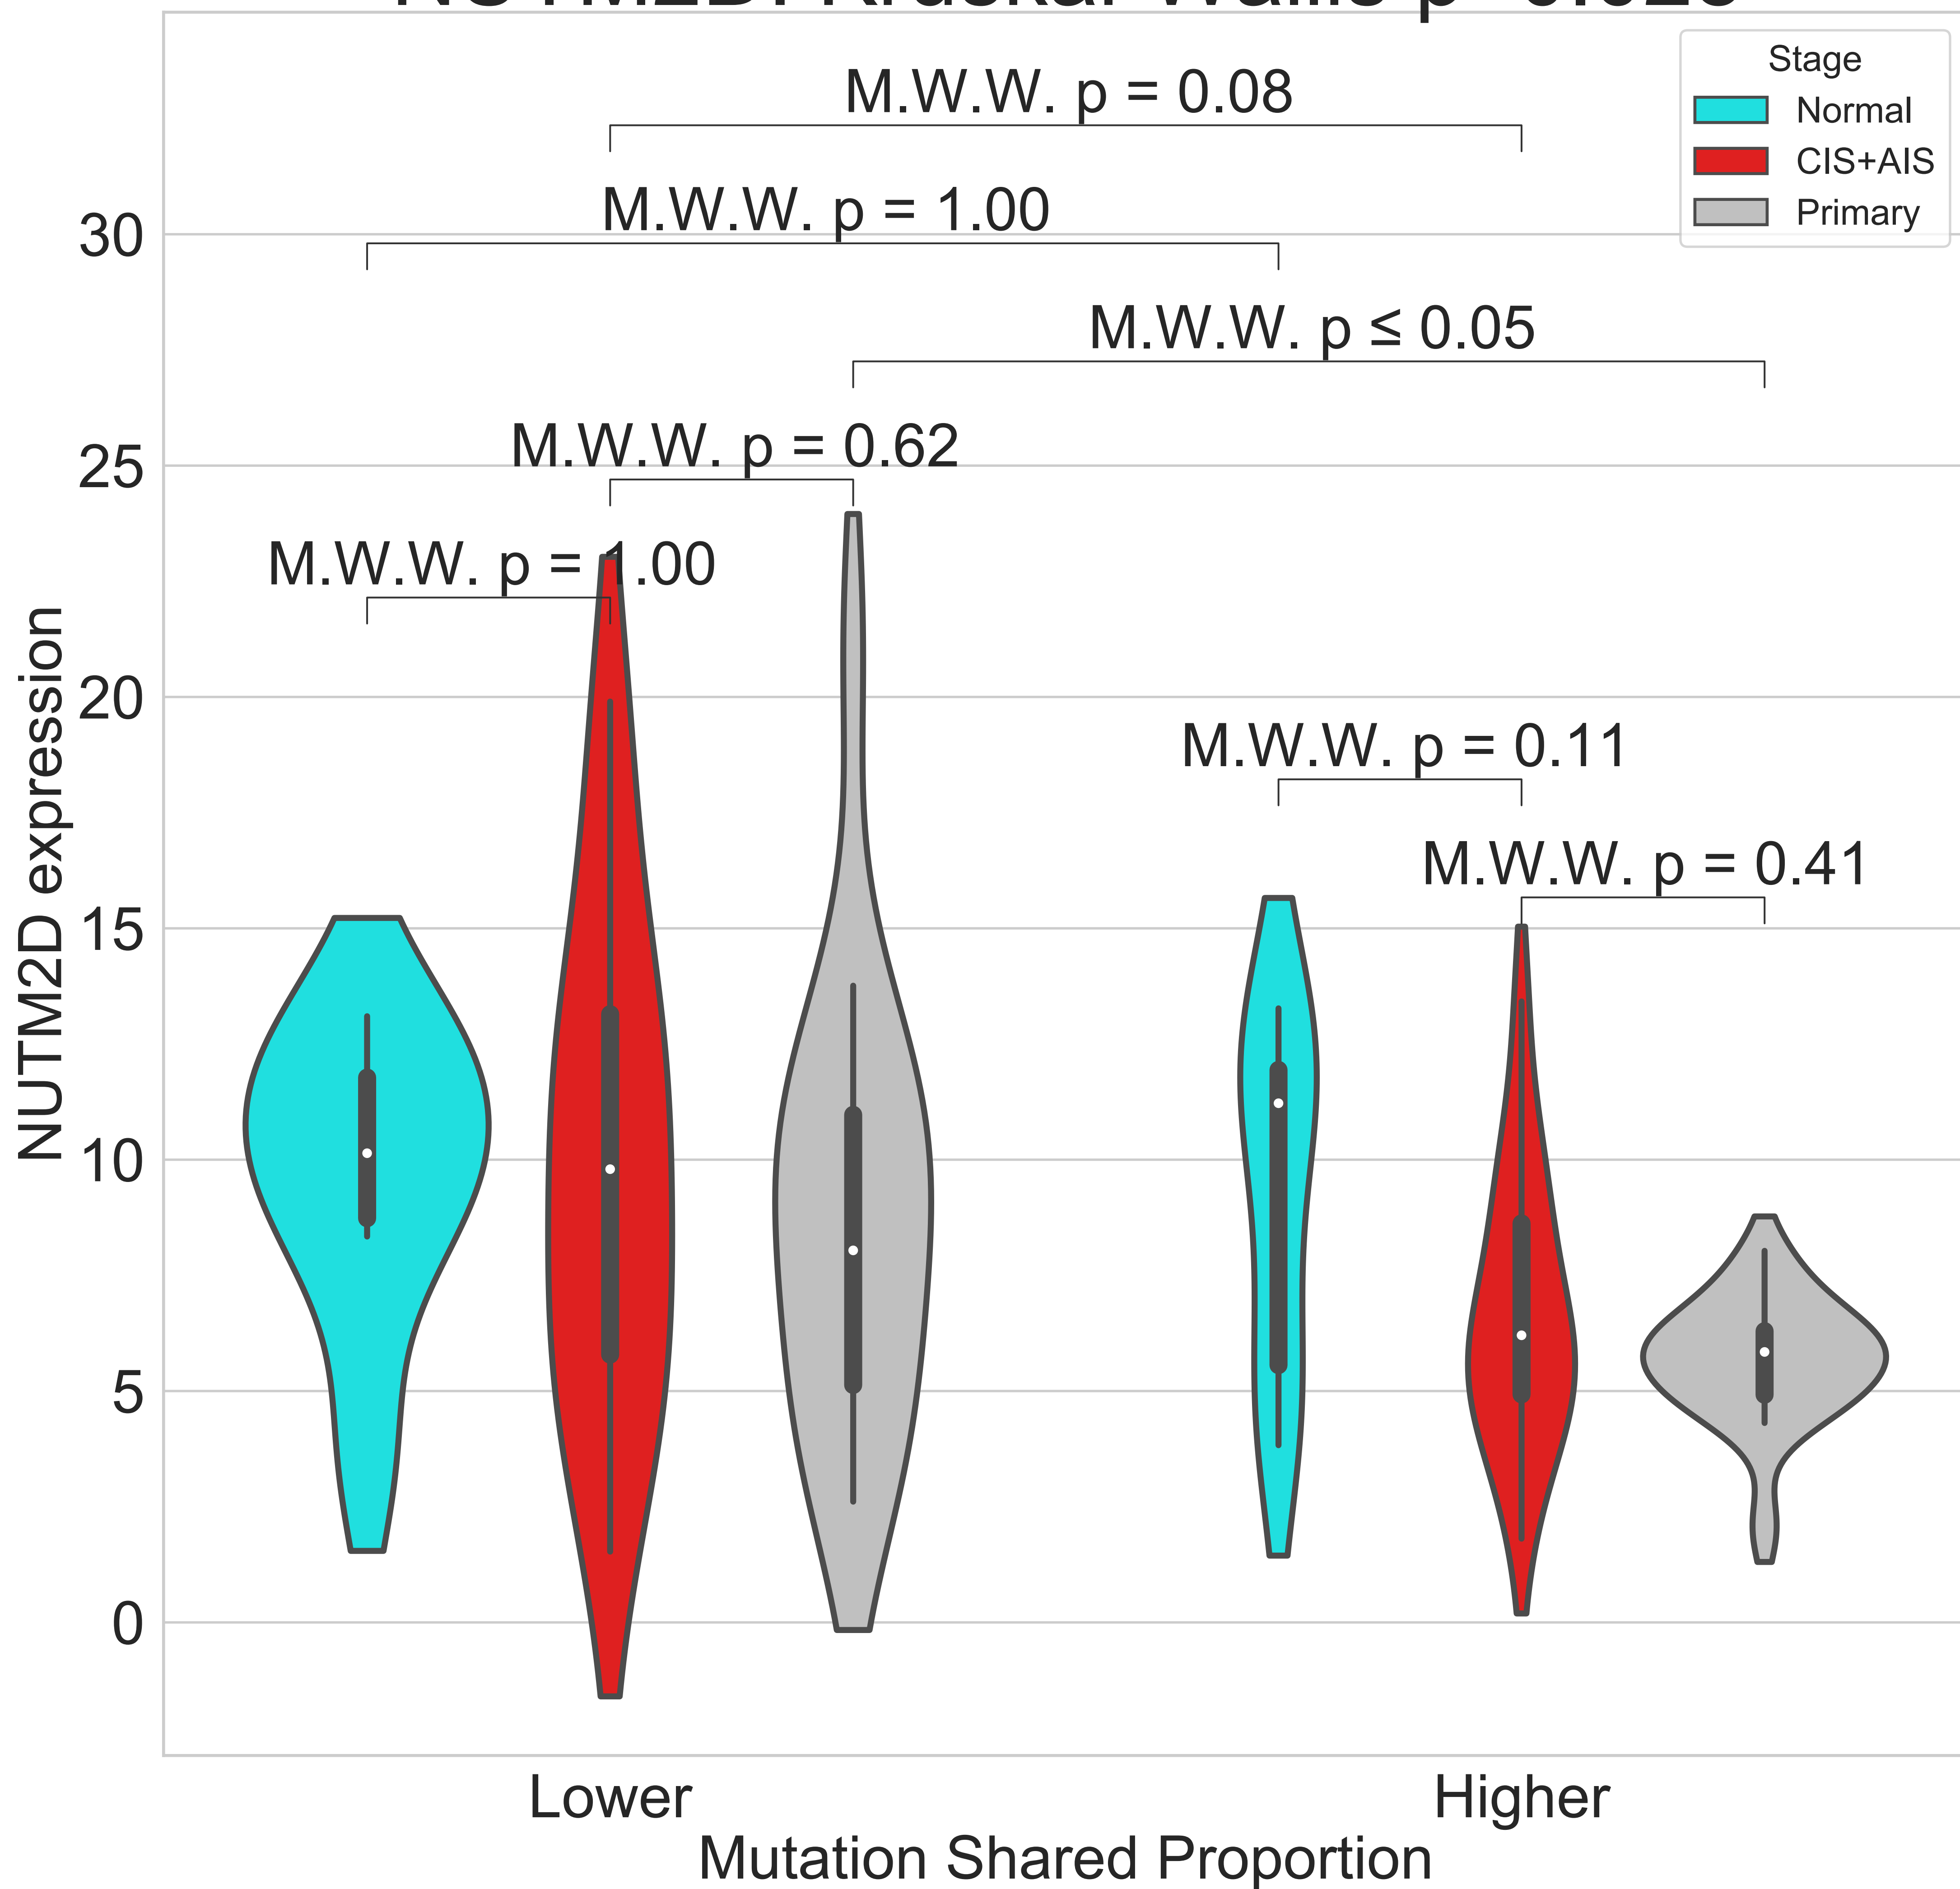 Stage
Normal
CIS+AIS
Primary
M.W.W. p = 0.08
M.W.W. p = 1.00
M.W.W. p ≤ 0.05
M.W.W. p = 0.62
M.W.W. p = 1.00
M.W.W. p = 0.11
M.W.W. p = 0.41
NUTM2D expression
30
25
20
15
10
5
0
Lower
Higher
Mutation Shared Proportion